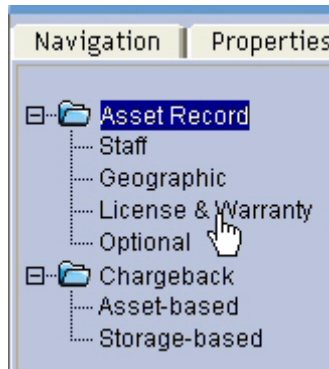 Navigation Properties
Asset Record
Staff
Geographic
License & Warranty
Optional
Chargeback
Asset-based
Storage-based